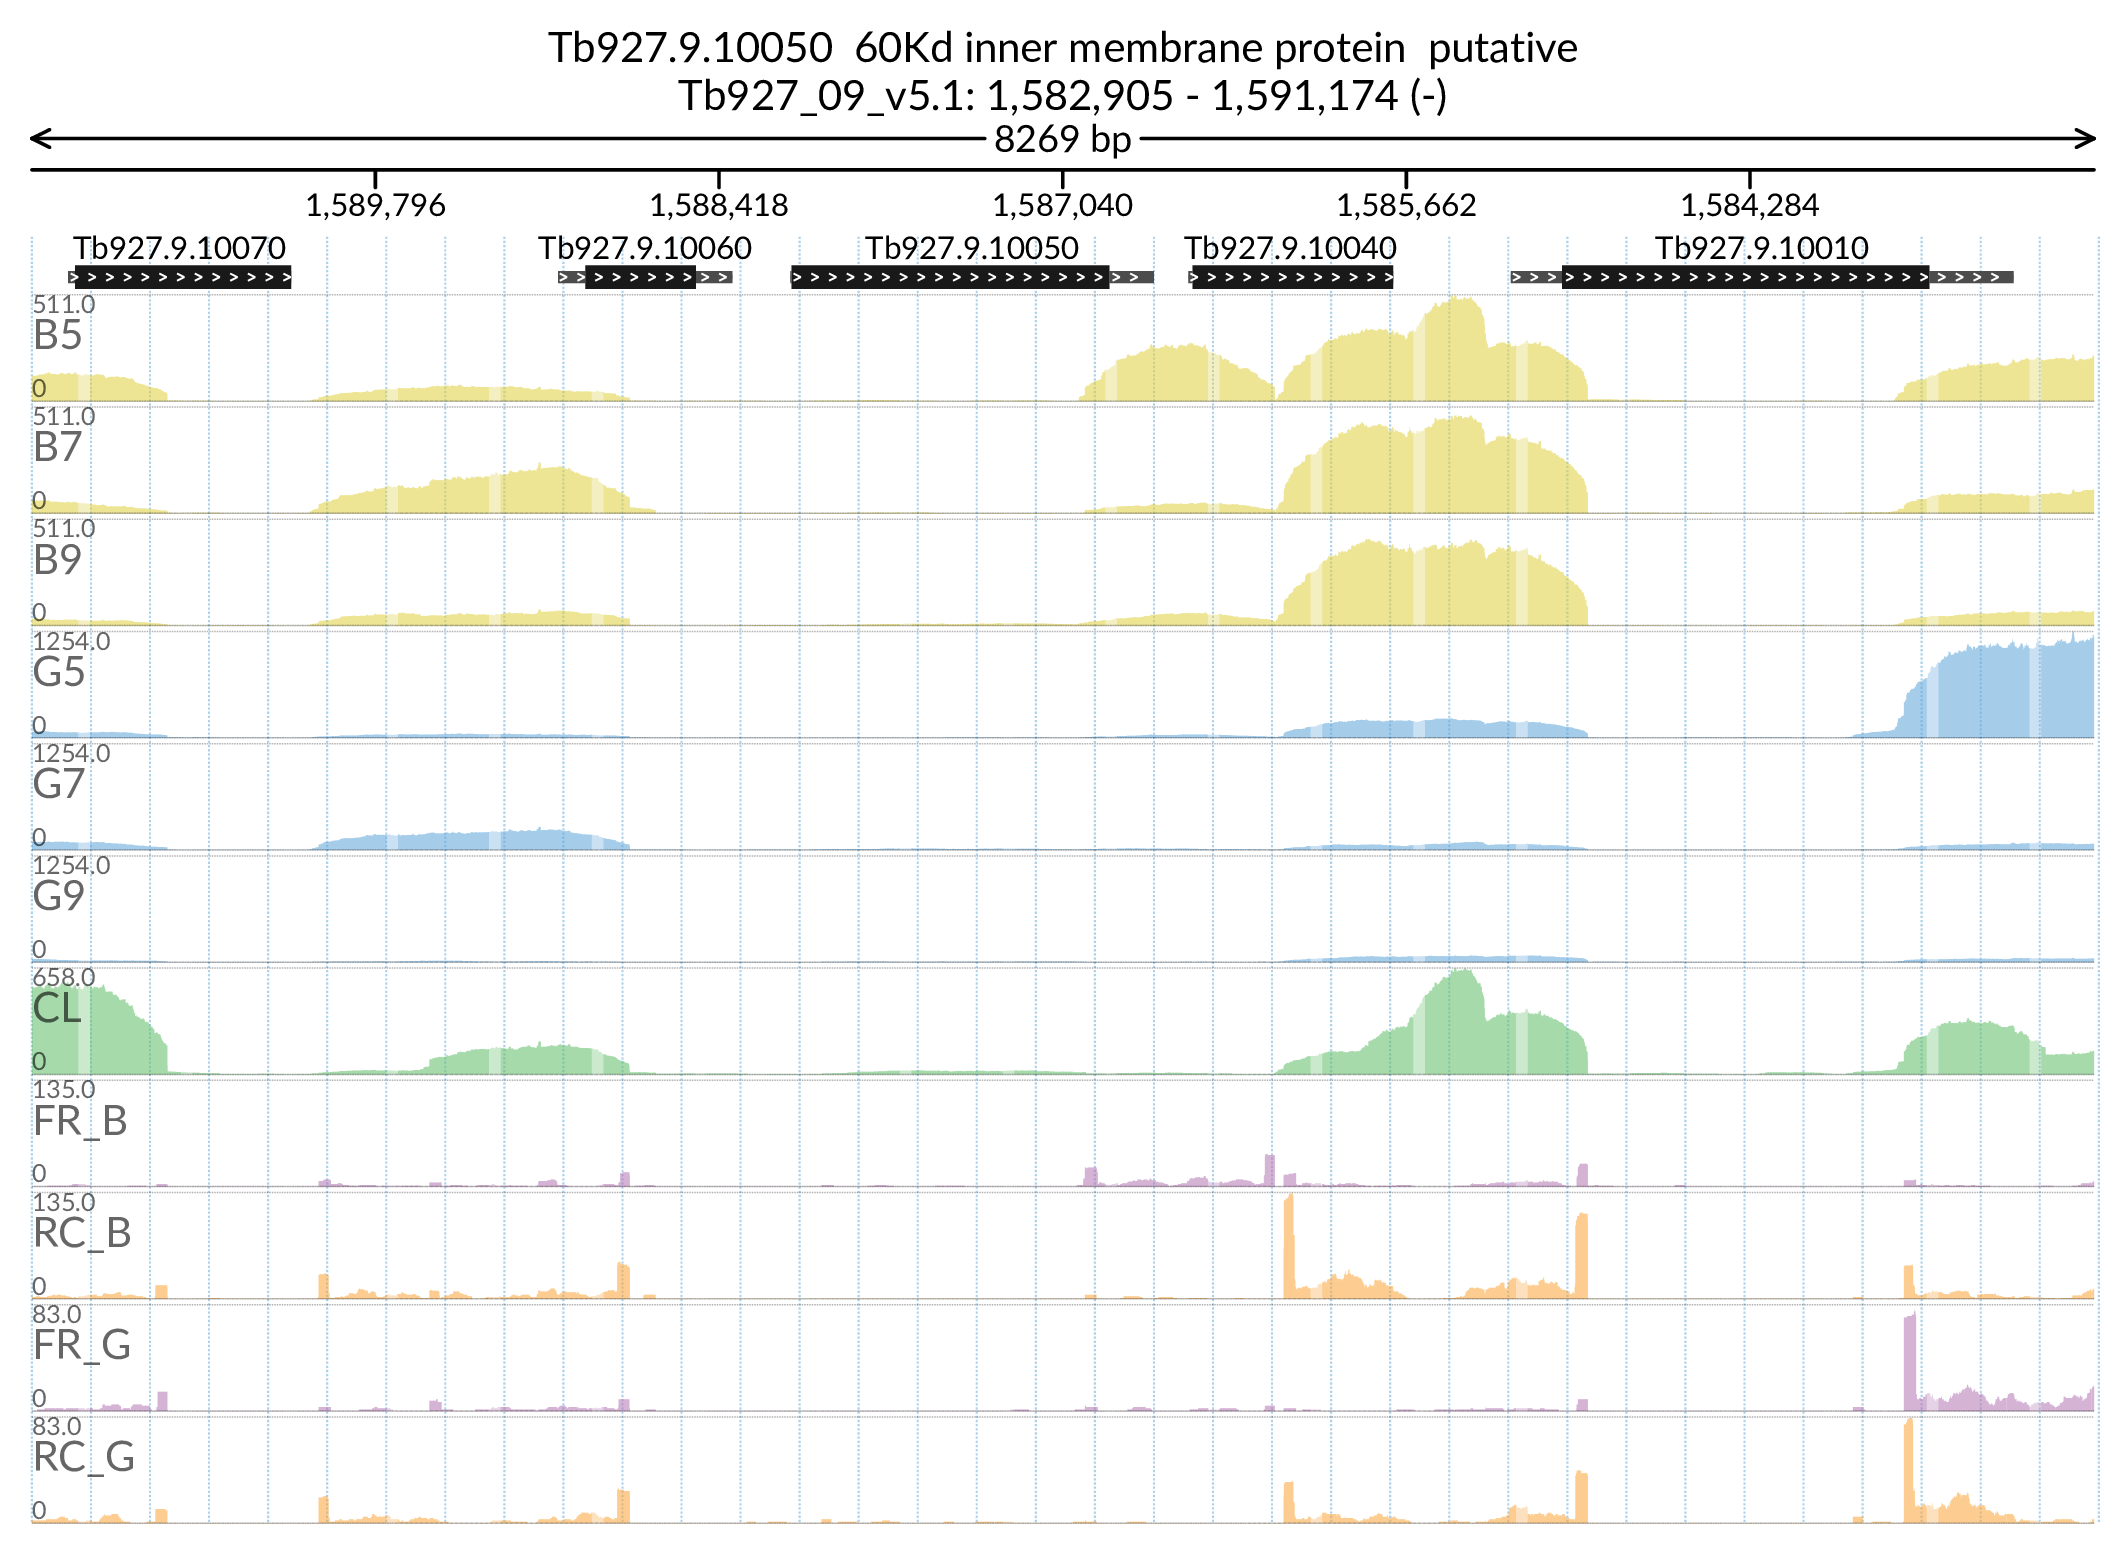 Tb927.9.10050  60Kd inner membrane protein  putative
Tb927_09_v5.1: 1,582,905 - 1,591,174 (-)
8269 bp
1,589,796 1,588,418 1,587,040 1,585,662 1,584,284
Tb927.9.10070 Tb927.9.10060 Tb927.9.10050 Tb927.9.10040 Tb927.9.10010
511.0
B5
0
511.0
B7
0
511.0
B9
0
1254.0
G5
0
1254.0
G7
0
1254.0
G9
0
658.0
CL
0
135.0
FR_B
0
135.0
RC_B
0
83.0
FR_G
0
83.0
RC_G
0